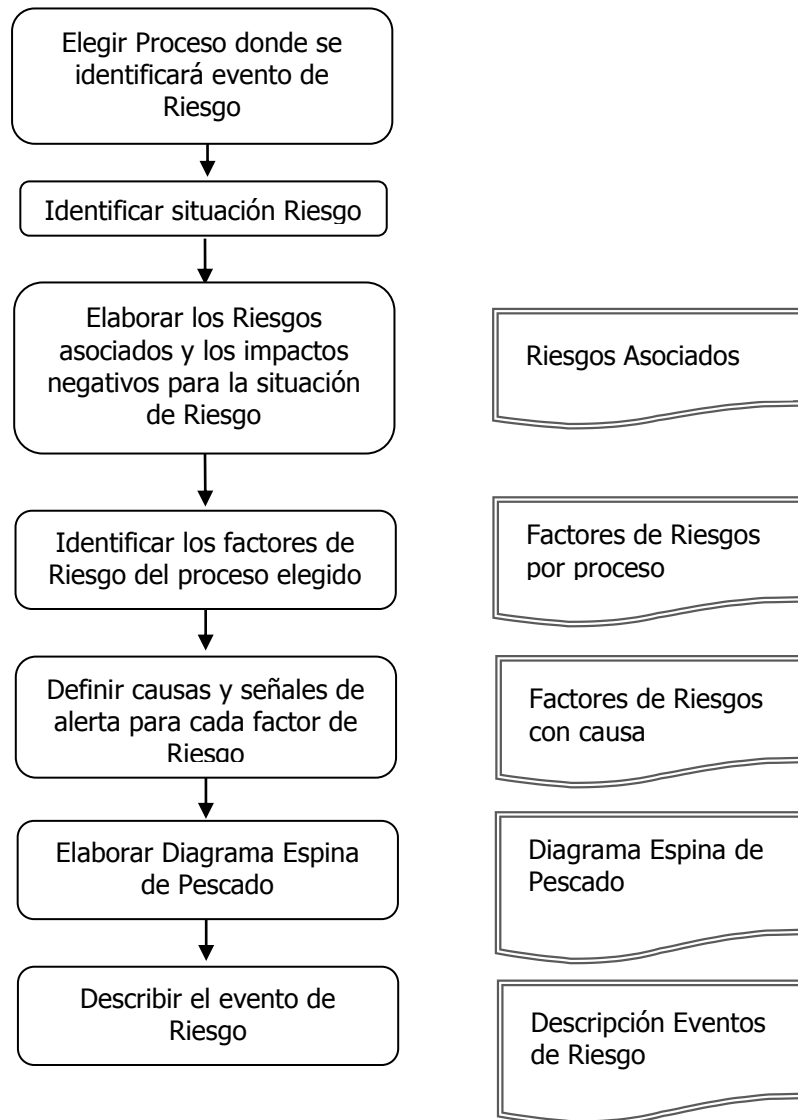 Elegir Proceso donde se
identificará evento de
Riesgo
Identificar situación Riesgo
Elaborar los Riesgos
asociados y los impactos
negativos para la situación
de Riesgo
Riesgos Asociados
Identificar los factores de
Riesgo del proceso elegido
Factores de Riesgos
por proceso
Definir causas y señales de
alerta para cada factor de
Riesgo
Factores de Riesgos
con causa
Elaborar Diagrama Espina
de Pescado
Diagrama Espina de
Pescado
Describir el evento de
Riesgo
Descripción Eventos
de Riesgo